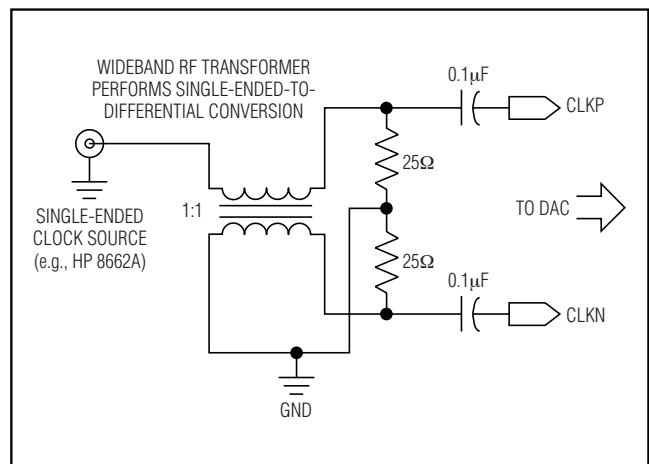 WIDEBAND RF TRANSFORMER
PERFORMS SINGLE-ENDED-TO-
DIFFERENTIAL CONVERSION
0.1μF
CLKP
25Ω
1:1
TO DAC
SINGLE-ENDED
CLOCK SOURCE
(e.g., HP 8662A)
25Ω
0.1μF
CLKN
GND